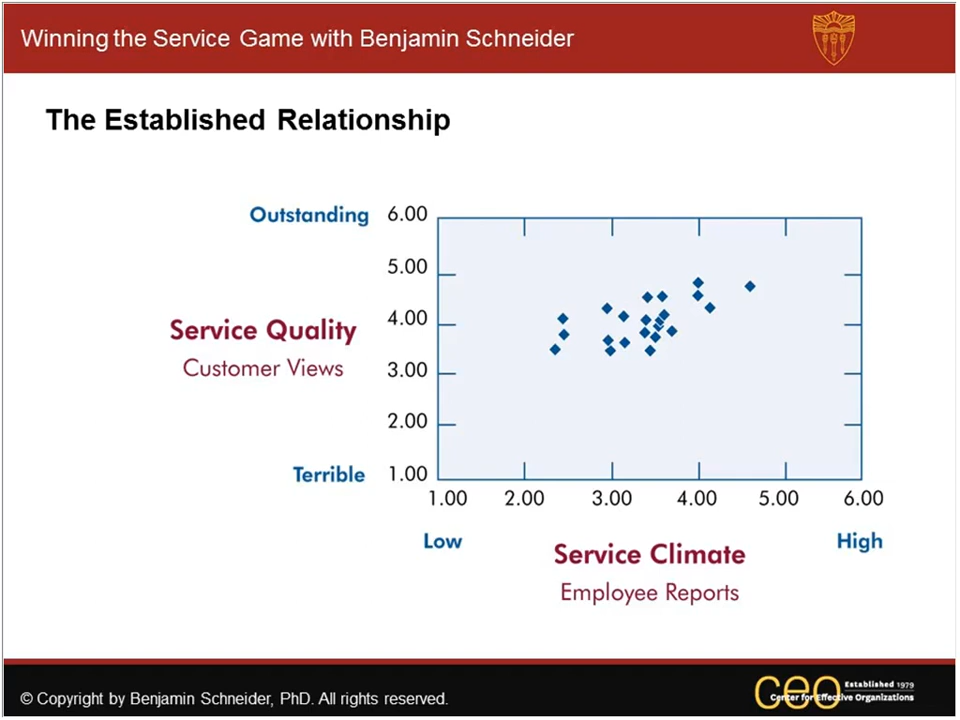 Winning the Service Game with Benjamin Schneider
The Established Relationship
Outstanding 6.00
5.00
4.00
Service Quality
Customer Views
3.00
2.00
Terrible 1.00
1.00 2.00 3.00 4.00 5.00 6.00
Low High
Service Climate
Employee Reports
© Copyright by Benjamin Schneider, PhD. All rights reserved.
ceo Established 1979
Center for Effective Organizations